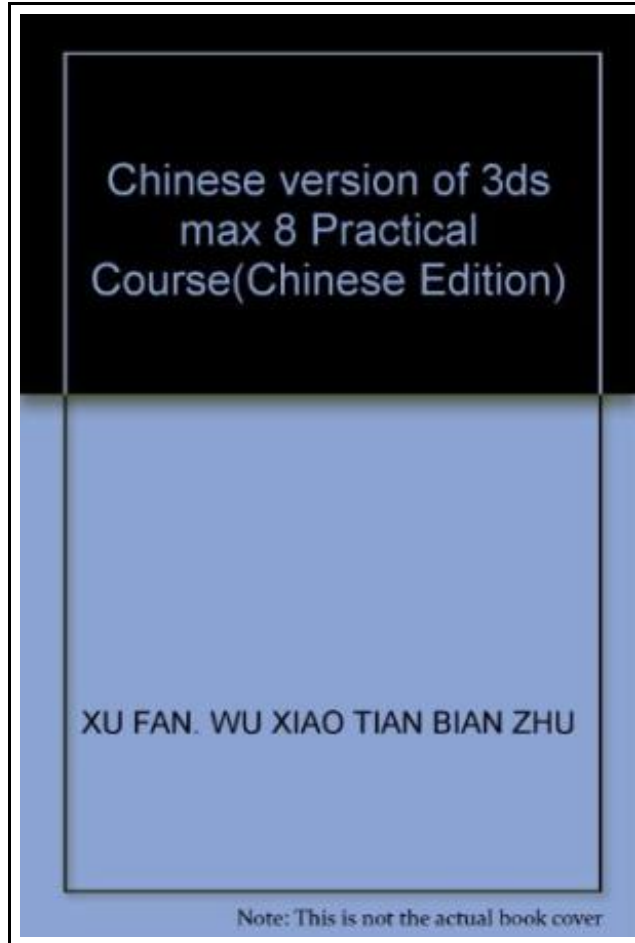 Chinese version of 3ds
max 8 Practical
Course(Chinese Edition)
XU FAN. WU XIAO TIAN BIAN ZHU
Note: This is not the actual book cover